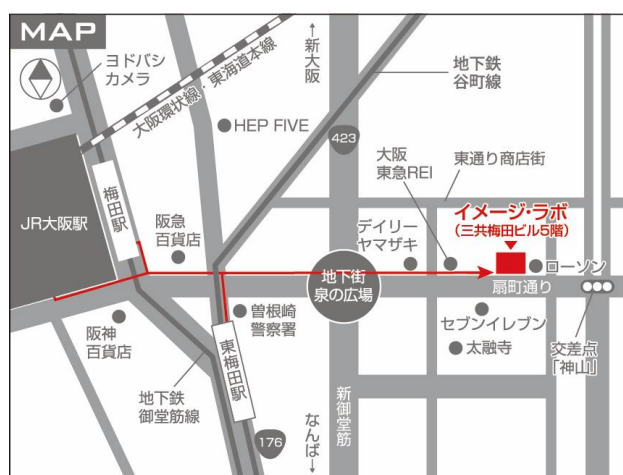 MAP
ヨドバシ
カメラ
大阪環状線・東海道本線
←新大阪
地下鉄
谷町線
HEP FIVE
423
大阪
東急REI
東通り商店街
梅田駅
JR大阪駅
阪急
百貨店
デイリー
ヤマザキ
イメージ・ラボ
(三共梅田ビル5階)
地下街
泉の広場
ローソン
扇町通り
阪神
百貨店
曽根崎
警察署
セブンイレブン
太融寺
交差点
「神山」
地下鉄
御堂筋線
東梅田駅
新御堂筋
176
なんば→